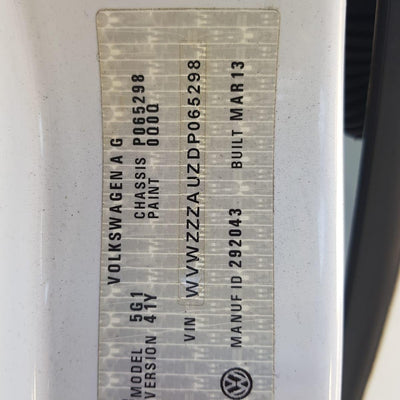 VOLKSWAGEN A G
MODEL 5G1 CHASSIS P065298
VERSION 41Y PAINT 0Q0Q
VIN WVWZZZAUZDP065298
MANUF ID 292043 BUILT MAR13